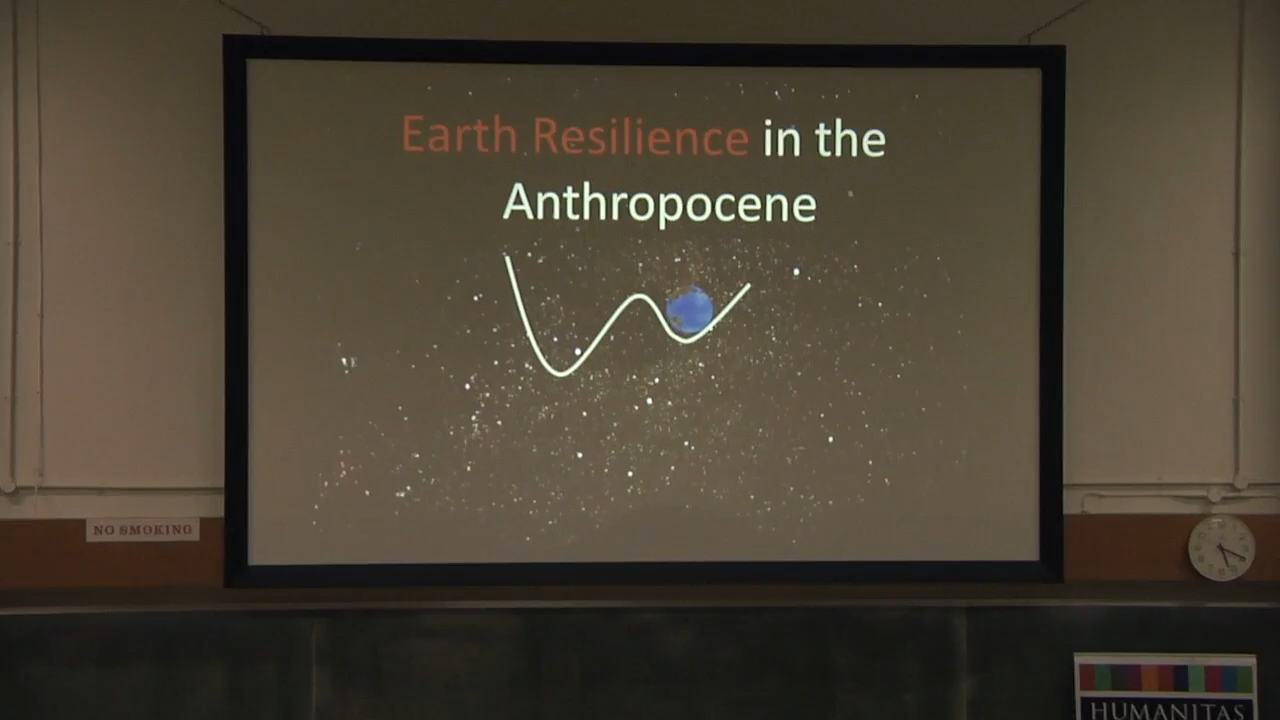 Earth Resilience in the
Anthropocene
NO SMOKING
HUMANITAS